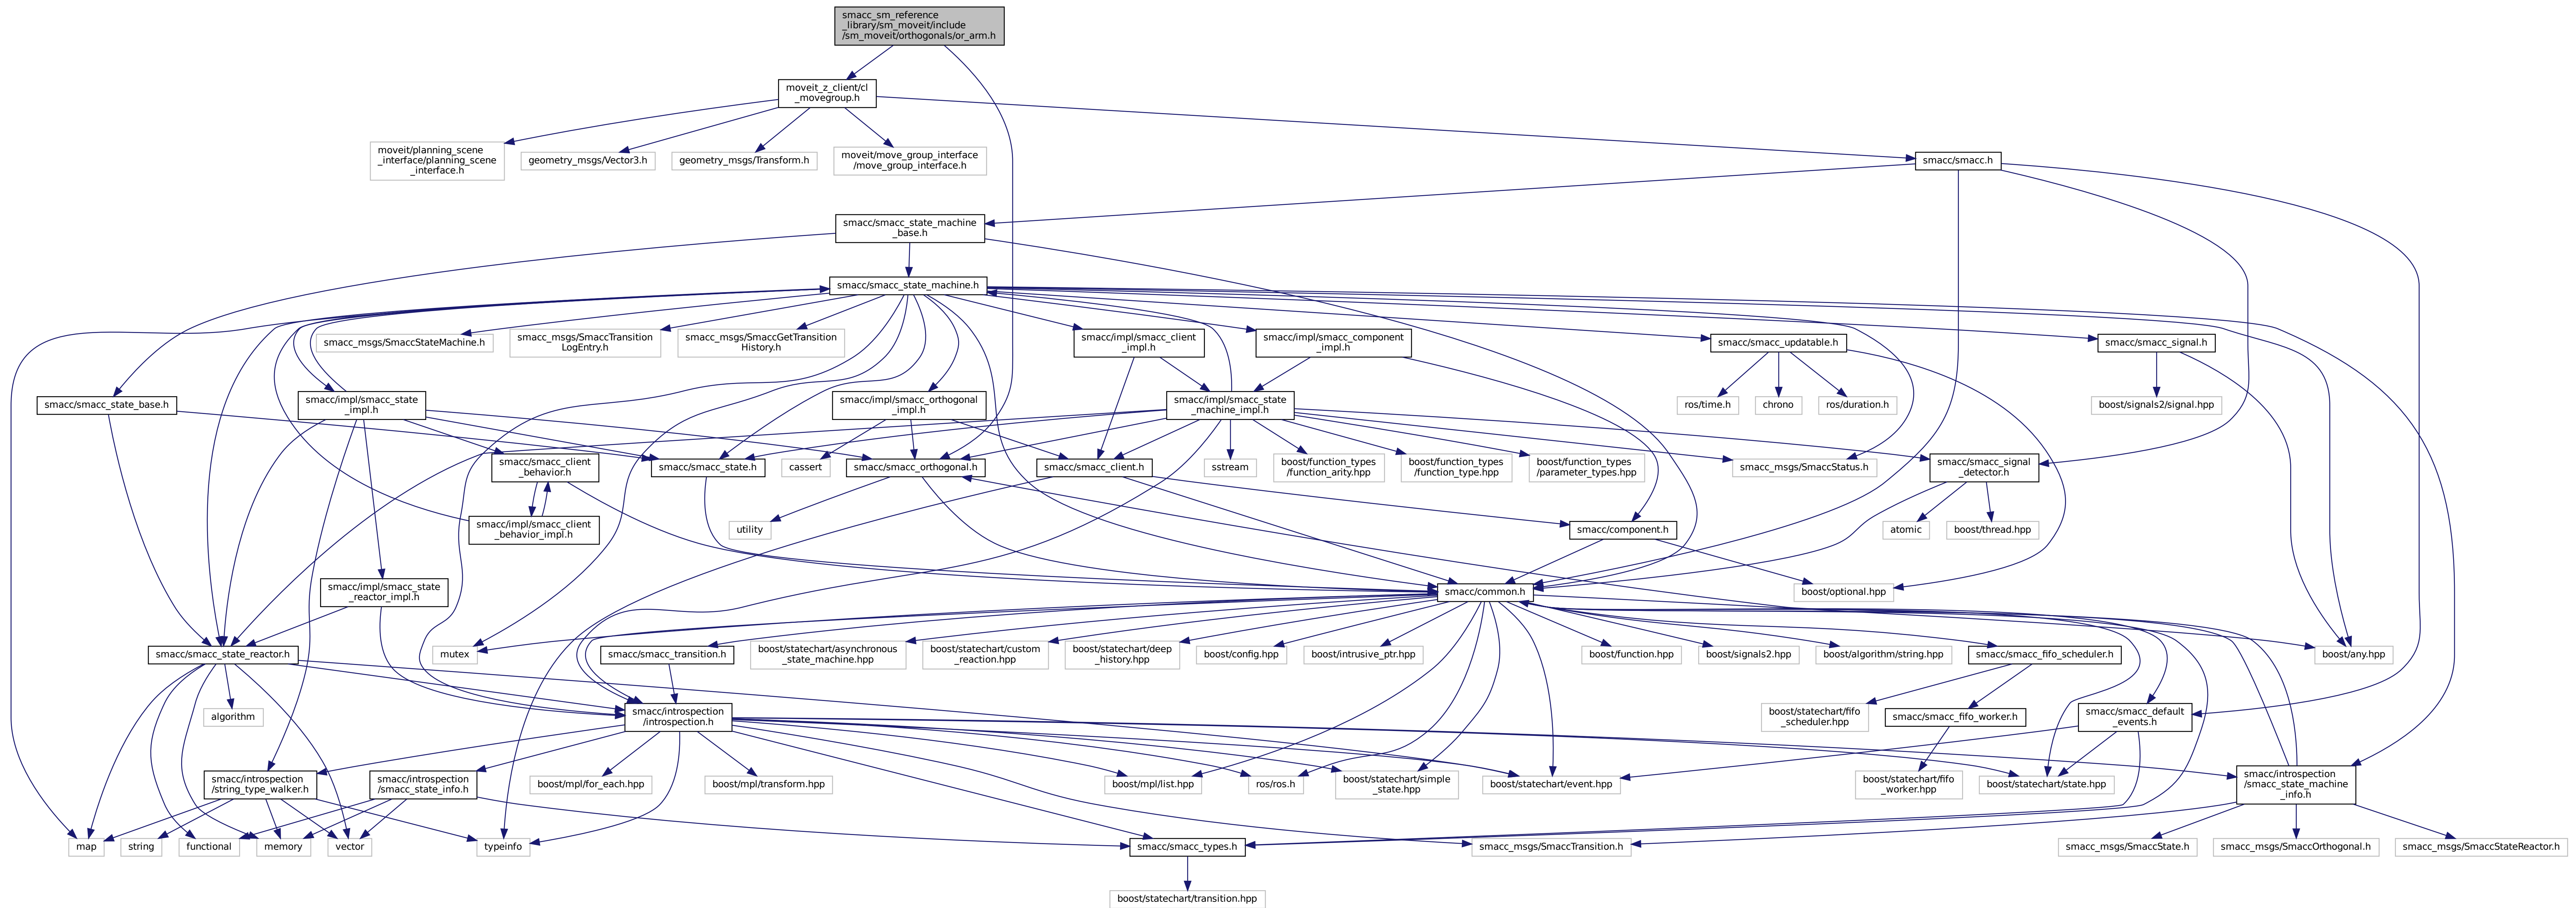 smacc_sm_reference
_library/sm_moveit/include
/sm_moveit/orthogonals/or_arm.h
moveit_z_client/cl
_movegroup.h
moveit/planning_scene
_interface/planning_scene
_interface.h
geometry_msgs/Vector3.h
geometry_msgs/Transform.h
moveit/move_group_interface
/move_group_interface.h
smacc/smacc.h
smacc/smacc_state_machine
_base.h
smacc/smacc_state_machine.h
smacc_msgs/SmaccStateMachine.h
smacc_msgs/SmaccTransition
LogEntry.h
smacc_msgs/SmaccGetTransition
History.h
smacc/impl/smacc_client
_impl.h
smacc/impl/smacc_component
_impl.h
smacc/smacc_updatable.h
smacc/smacc_signal.h
smacc/smacc_state_base.h
smacc/impl/smacc_state
_impl.h
smacc/impl/smacc_orthogonal
_impl.h
smacc/impl/smacc_state
_machine_impl.h
ros/time.h
chrono
ros/duration.h
boost/signals2/signal.hpp
smacc/smacc_client
_behavior.h
smacc/smacc_state.h
cassert
smacc/smacc_orthogonal.h
smacc/smacc_client.h
sstream
boost/function_types
/function_arity.hpp
boost/function_types
/function_type.hpp
boost/function_types
/parameter_types.hpp
smacc_msgs/SmaccStatus.h
smacc/smacc_signal
_detector.h
smacc/impl/smacc_client
_behavior_impl.h
utility
smacc/component.h
atomic
boost/thread.hpp
smacc/impl/smacc_state
_reactor_impl.h
smacc/common.h
boost/optional.hpp
smacc/smacc_state_reactor.h
mutex
smacc/smacc_transition.h
boost/statechart/asynchronous
_state_machine.hpp
boost/statechart/custom
_reaction.hpp
boost/statechart/deep
_history.hpp
boost/config.hpp
boost/intrusive_ptr.hpp
boost/function.hpp
boost/signals2.hpp
boost/algorithm/string.hpp
smacc/smacc_fifo_scheduler.h
boost/any.hpp
algorithm
smacc/introspection
/introspection.h
boost/statechart/fifo
_scheduler.hpp
smacc/smacc_fifo_worker.h
smacc/smacc_default
_events.h
smacc/introspection
/string_type_walker.h
smacc/introspection
/smacc_state_info.h
boost/mpl/for_each.hpp
boost/mpl/transform.hpp
boost/mpl/list.hpp
ros/ros.h
boost/statechart/simple
_state.hpp
boost/statechart/event.hpp
boost/statechart/fifo
_worker.hpp
boost/statechart/state.hpp
smacc/introspection
/smacc_state_machine
_info.h
map
string
functional
memory
vector
typeinfo
smacc/smacc_types.h
smacc_msgs/SmaccTransition.h
smacc_msgs/SmaccState.h
smacc_msgs/SmaccOrthogonal.h
smacc_msgs/SmaccStateReactor.h
boost/statechart/transition.hpp